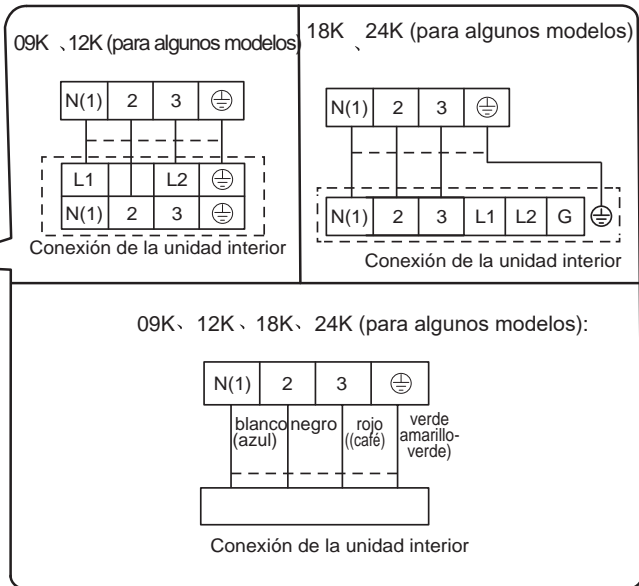 09K 、12K (para algunos modelos)
N(1) 2 3
L1 L2
N(1) 2 3
Conexión de la unidad interior
18K 、24K (para algunos modelos)
N(1) 2 3
N(1) 2 3 L1 L2 G
Conexión de la unidad interior
09K、12K、18K、24K (para algunos modelos):
N(1) 2 3
blanco negro rojo verde
(azul) ((café) amarillo-
verde)
Conexión de la unidad interior